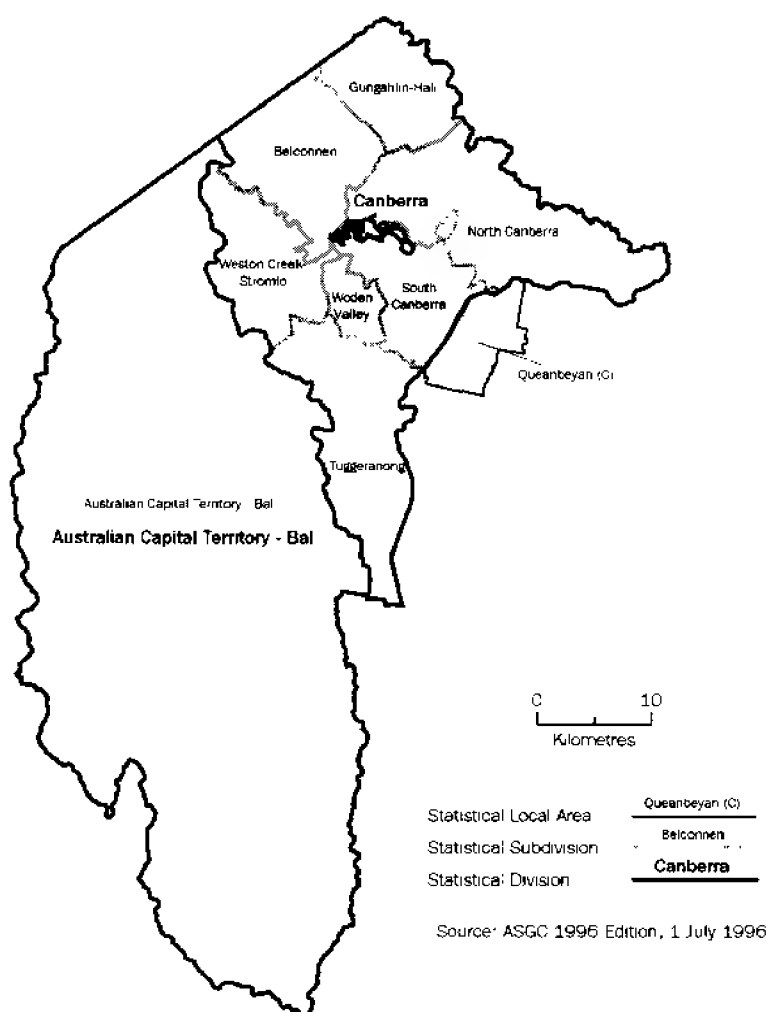 Gungahlin-Hall
Belconnen
Canberra
North Canberra
Weston Creek
Stromlo
Woden
Valley
South
Canberra
Queanbeyan (C)
Tuggeranong
Australian Capital Territory - Bal
Australian Capital Territory - Bal
0 10
Kilometres
Statistical Local Area Queanbeyan (C)
Statistical Subdivision Belconnen
Statistical Division Canberra
Source: ASGC 1996 Edition, 1 July 1996